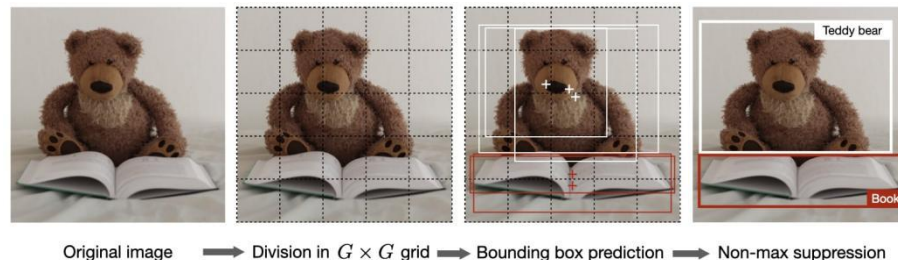 Teddy bear
Book
Original image
Division in G × G grid
Bounding box prediction
Non-max suppression